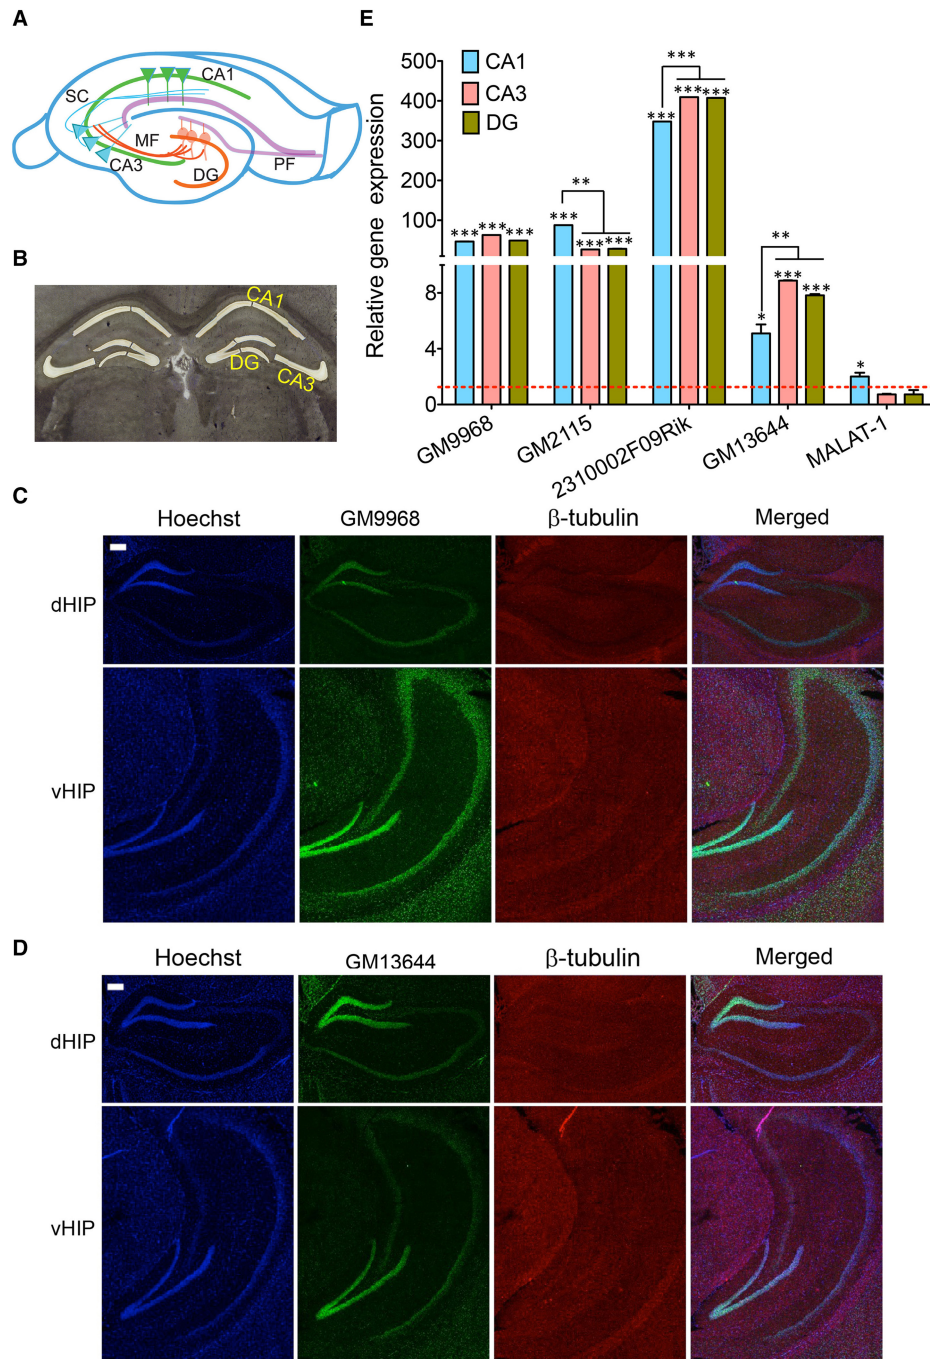 A
SC
CA1
MF
CA3
DG
PF
B
CA1
DG
CA3
E
Relative gene expression
500
400
300
200
100
8
4
0
CA1
CA3
DG
***
***
***
***
**
***
***
***
***
***
***
*
**
***
***
*
GM9968
GM2115
2310002F09Rik
GM13644
MALAT-1
C
Hoechst
GM9968
β-tubulin
Merged
dHIP
vHIP
D
Hoechst
GM13644
β-tubulin
Merged
dHIP
vHIP